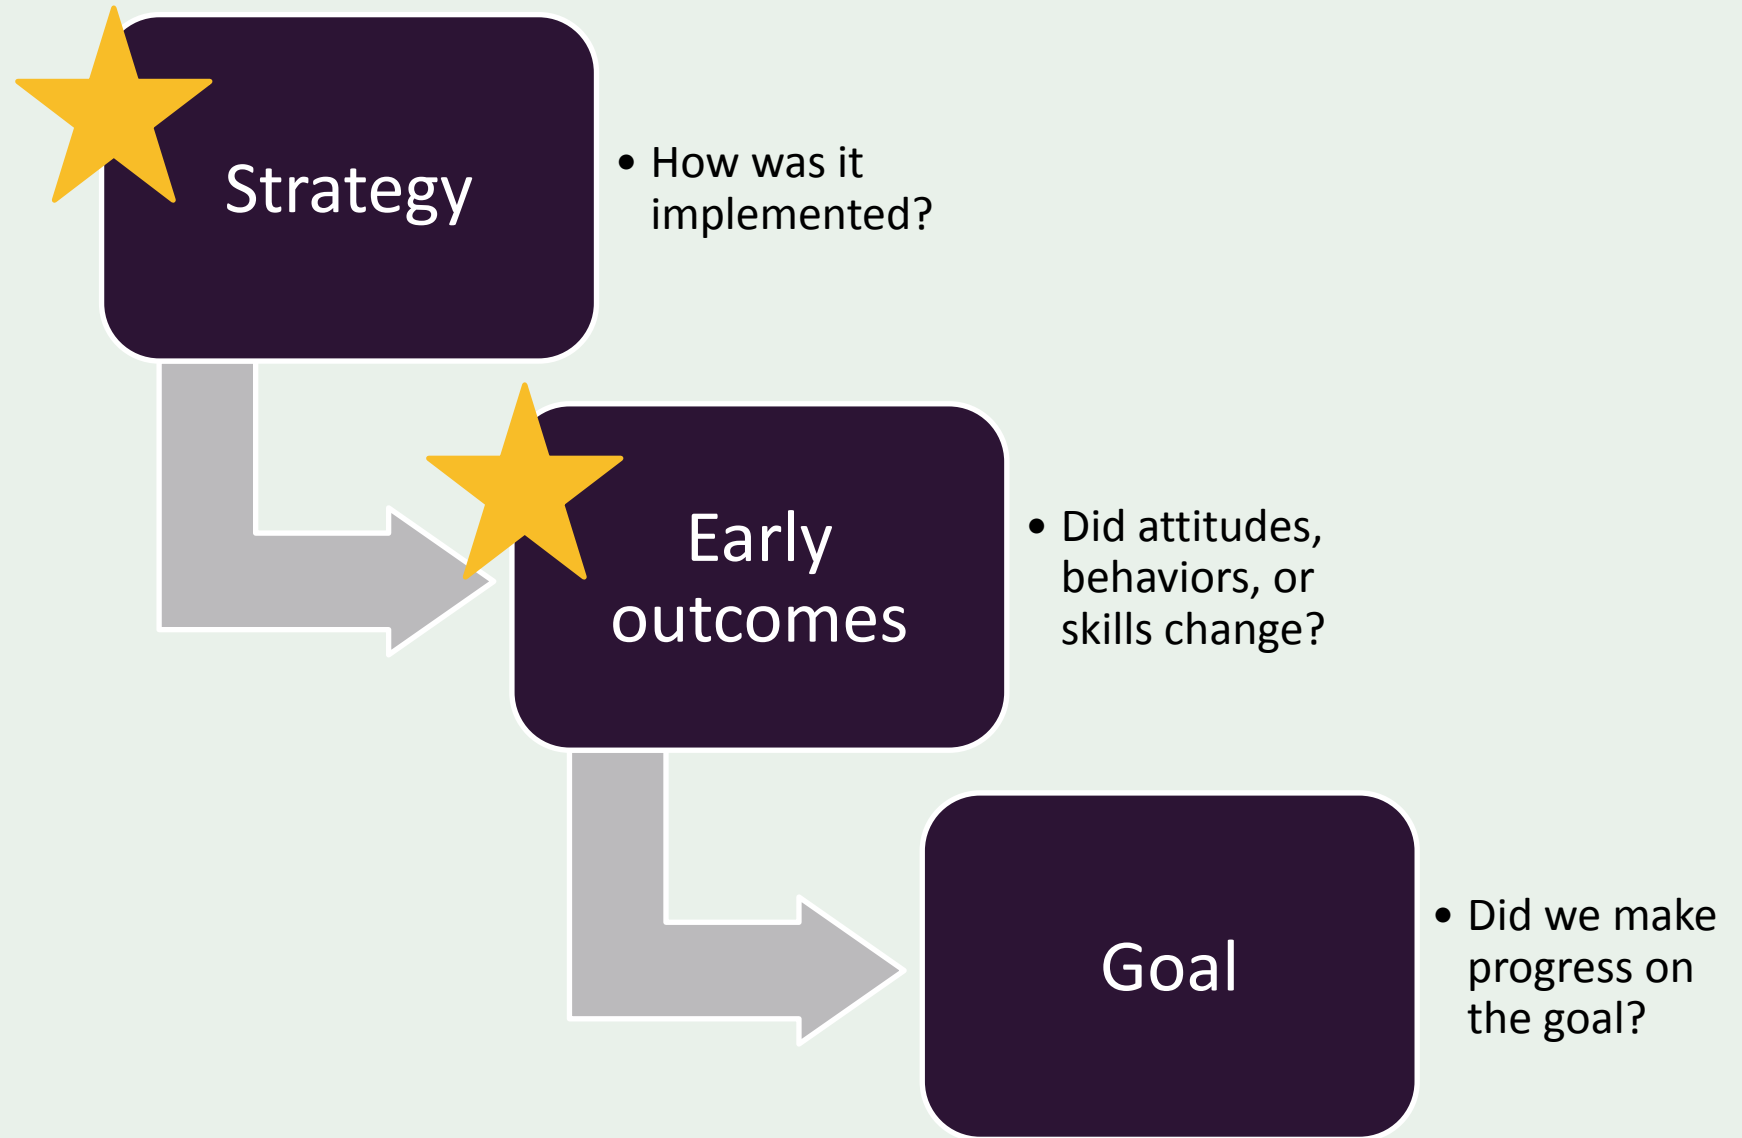 Strategy
• How was it
implemented?
Early
outcomes
• Did attitudes,
behaviors, or
skills change?
Goal
• Did we make
progress on
the goal?